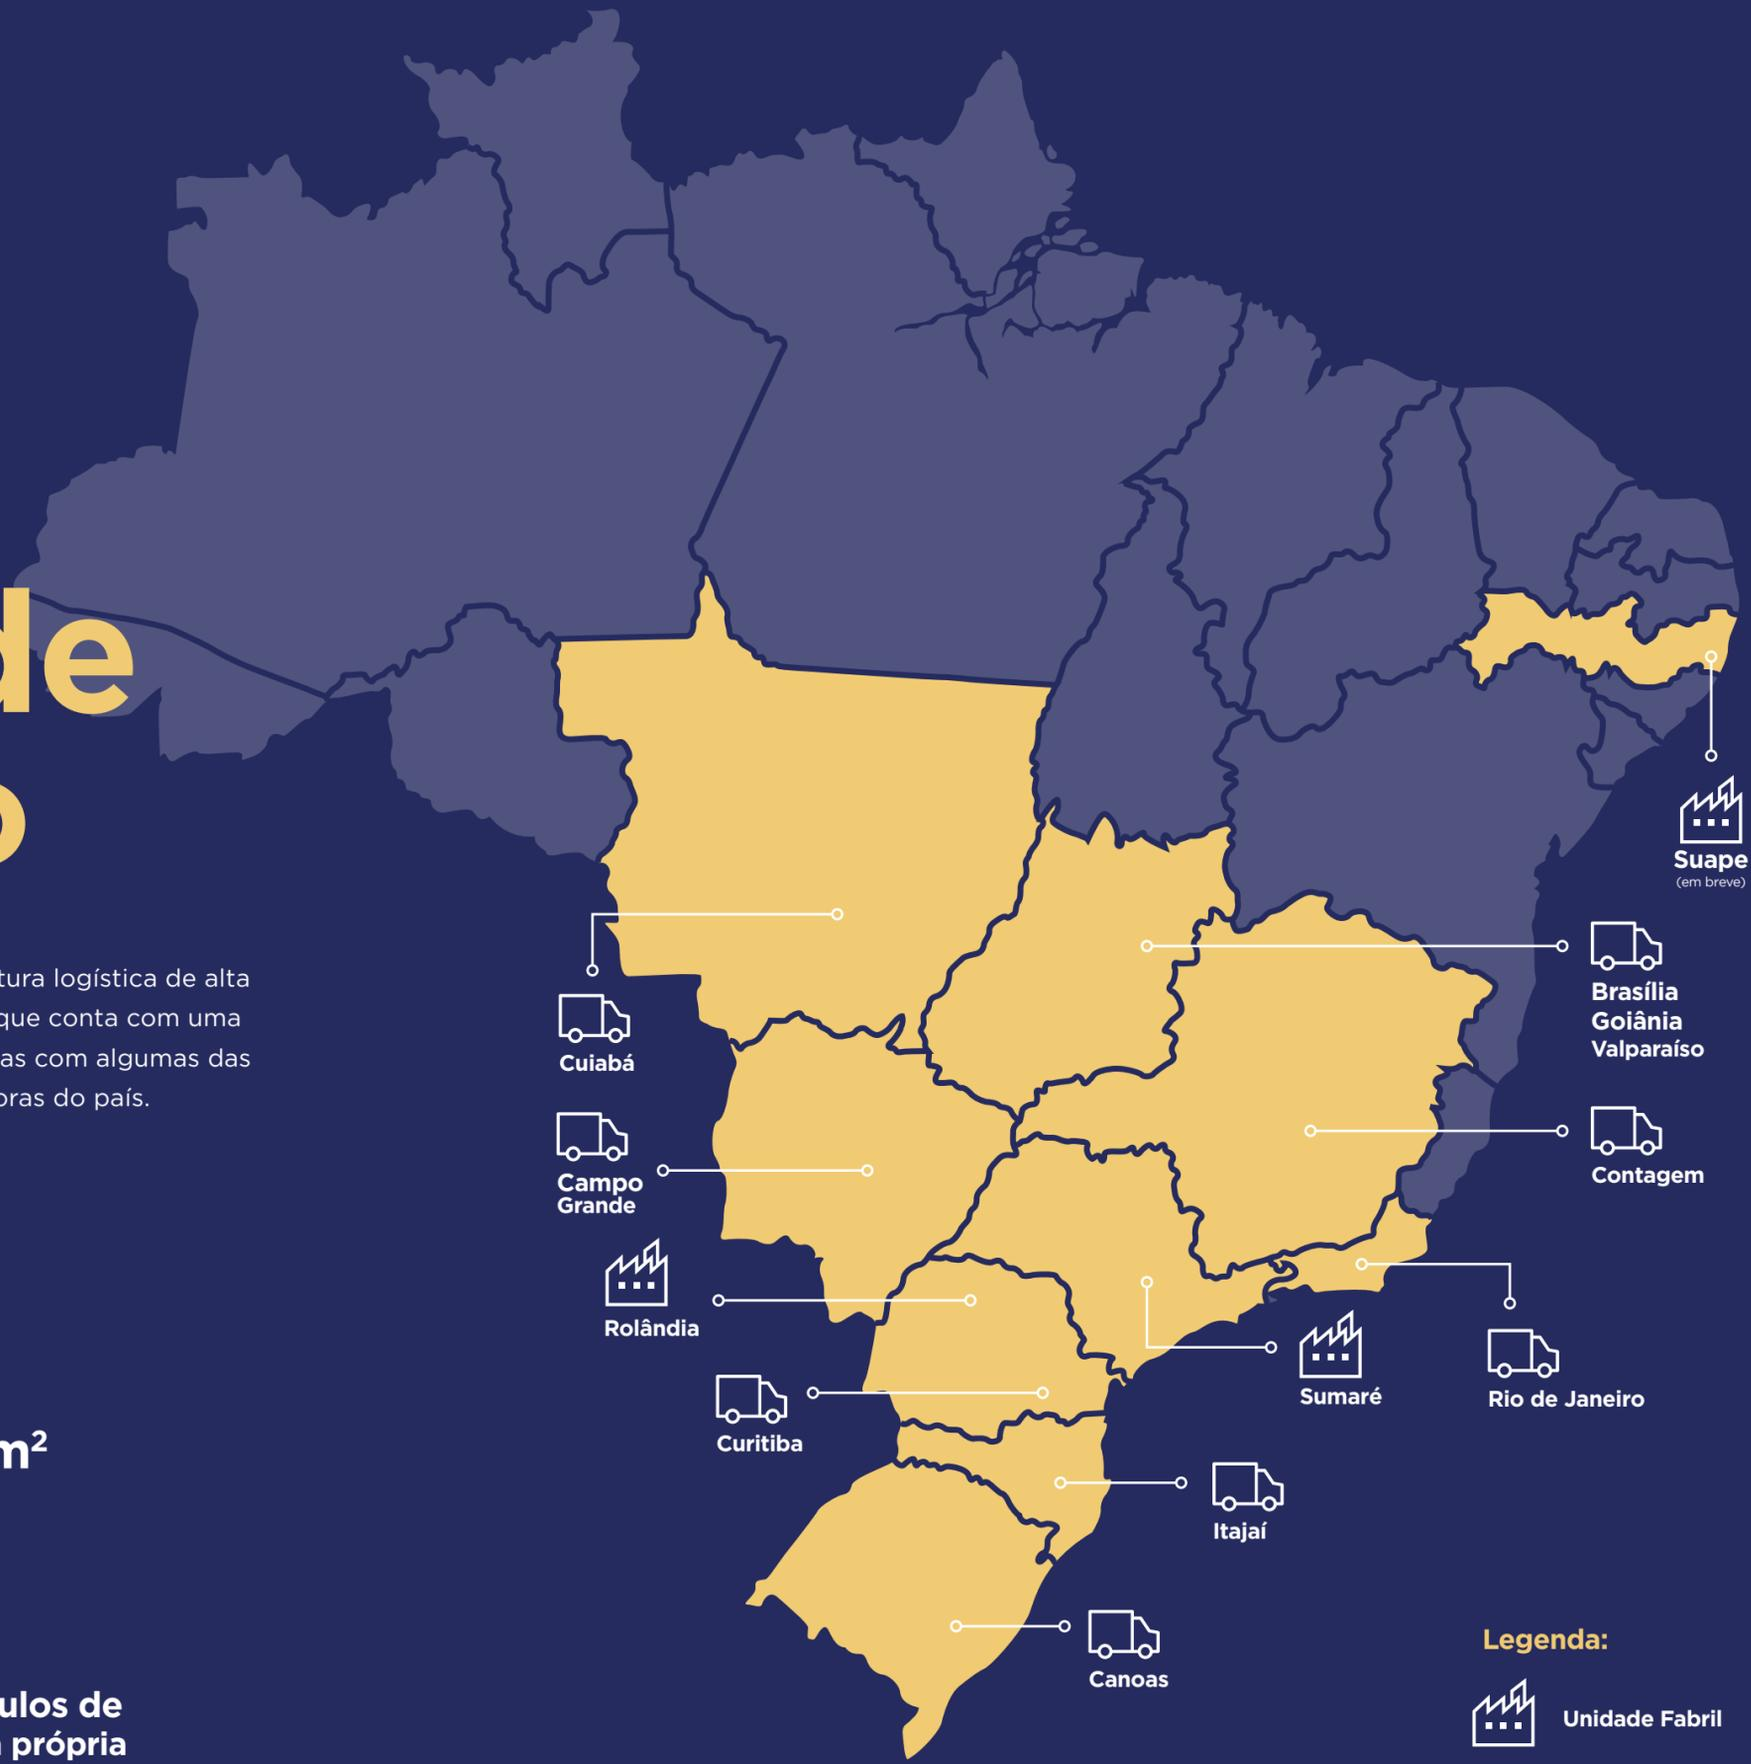 de
o
tura logística de alta
que conta com uma
as com algumas das
oras do país.
m²
ulos de
própria
Cuiabá
Campo
Grande
Rolândia
Curitiba
Suape
(em breve)
Brasília
Goiânia
Valparaíso
Contagem
Sumaré
Rio de Janeiro
Itajaí
Canoas
Legenda:
Unidade Fabril